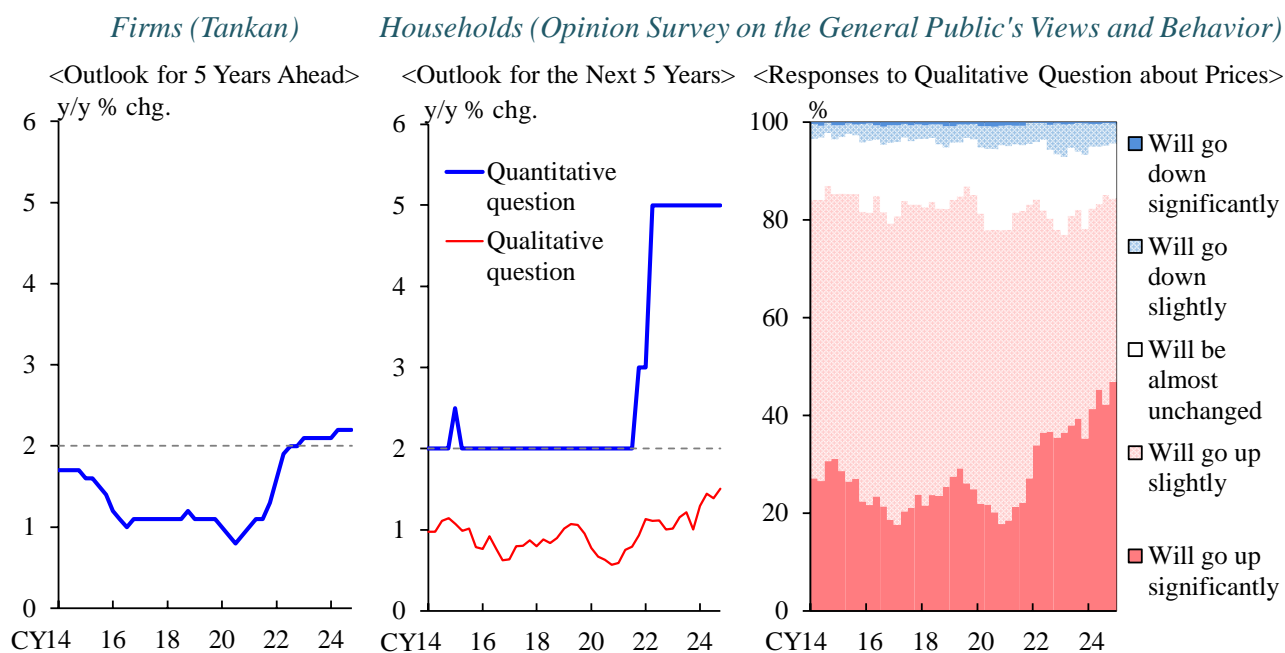 Firms (Tankan)
Households (Opinion Survey on the General Public's Views and Behavior)
<Outlook for 5 Years Ahead>
y/y % chg.
6
5
4
3
2
1
0
CY14 16 18 20 22 24
<Outlook for the Next 5 Years>
y/y % chg.
6
5
4
3
2
1
0
Quantitative
question
Qualitative
question
CY14 16 18 20 22 24
<Responses to Qualitative Question about Prices>
%
100
80
60
40
20
0
CY14 16 18 20 22 24
Will go
down
significantly
Will go
down
slightly
Will be
almost
unchanged
Will go up
slightly
Will go up
significantly